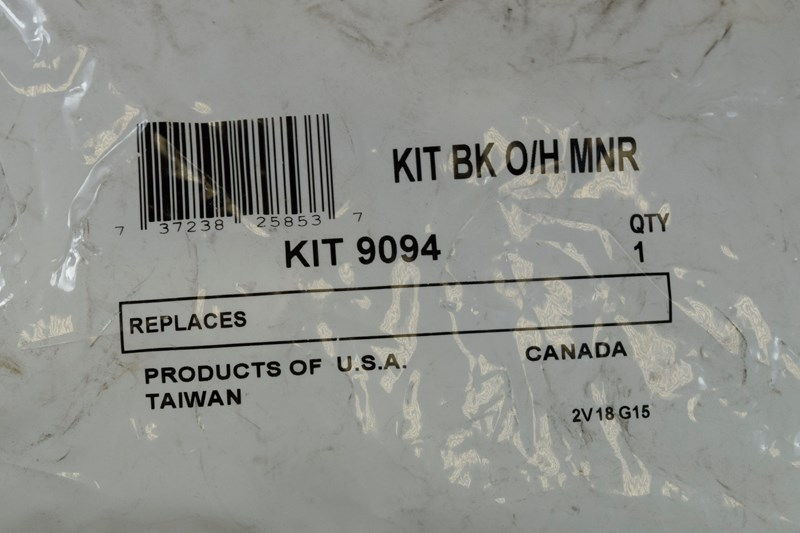 KIT BK O/H MNR
7 37238 25853 7
QTY
KIT 9094 1
REPLACES
PRODUCTS OF U.S.A. CANADA
TAIWAN
2V18 G15